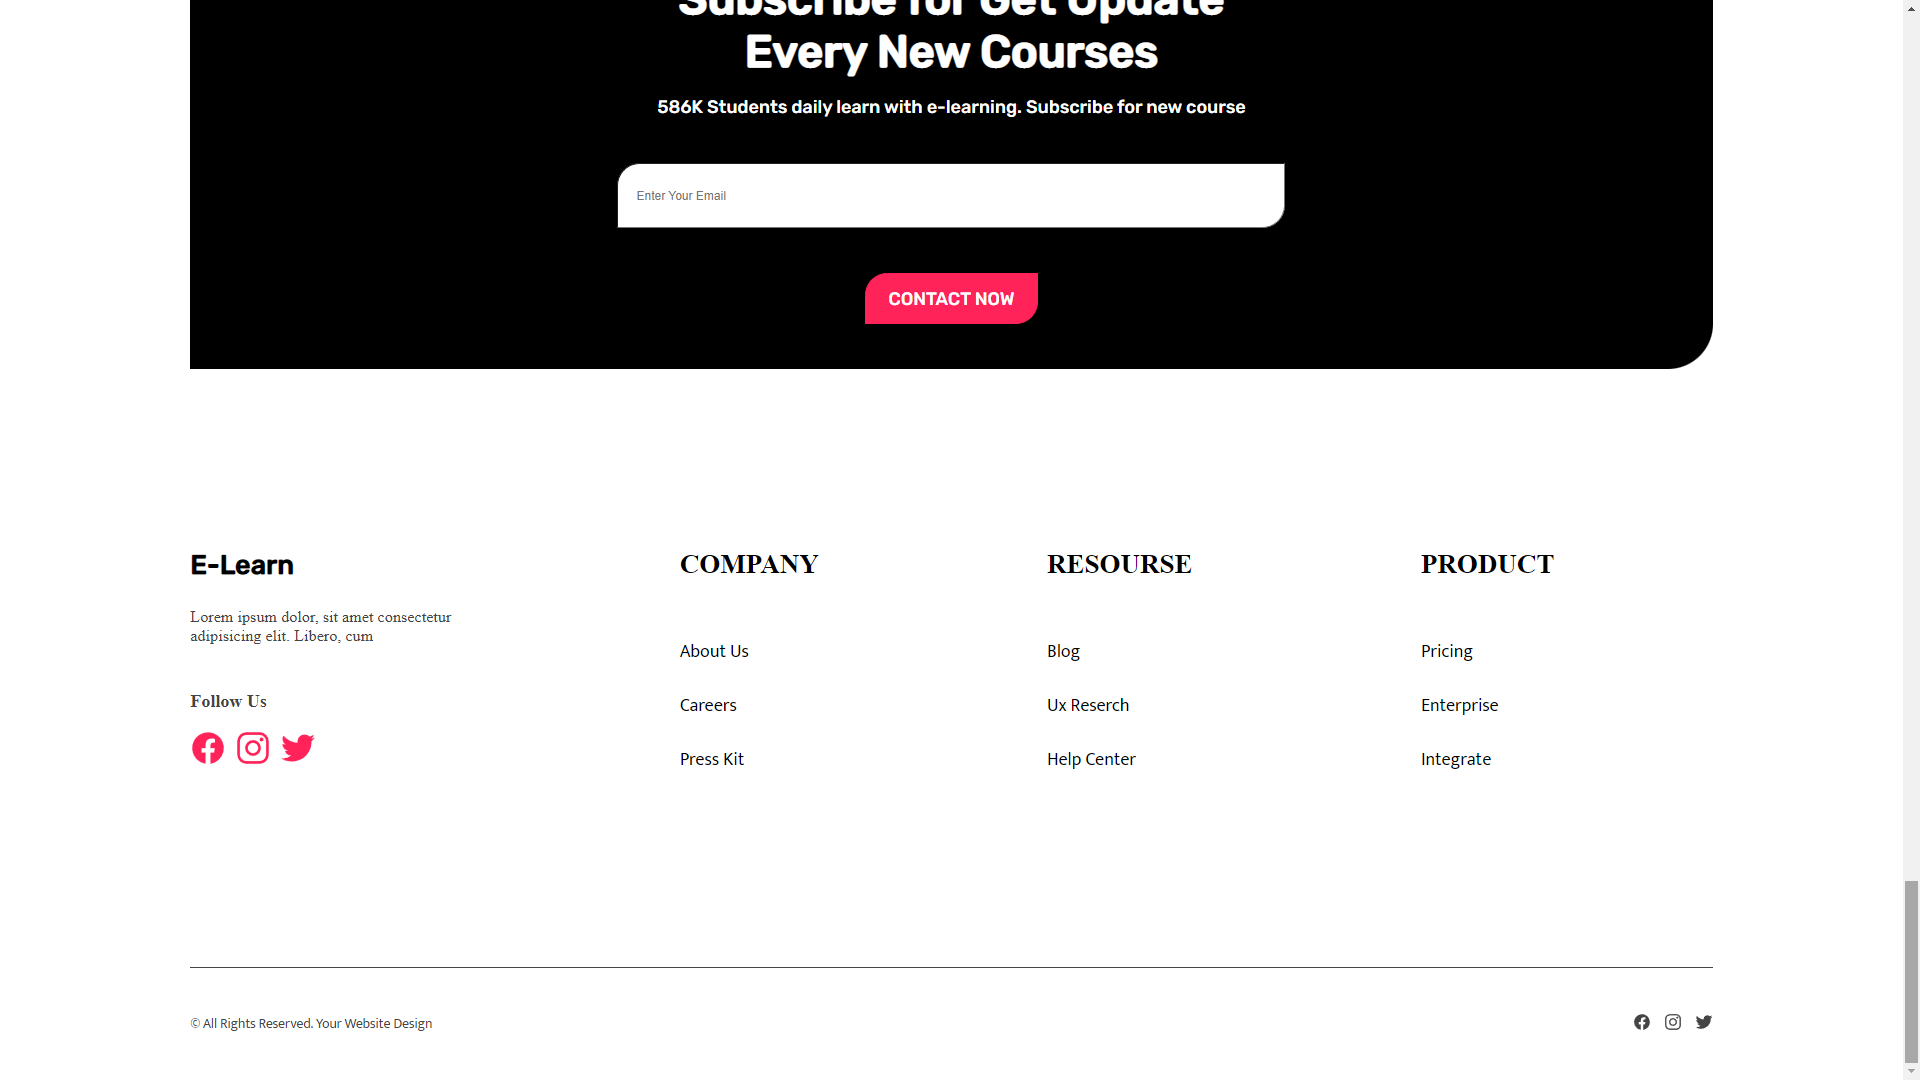 Subscribe for Get Update
Every New Courses
586K Students daily learn with e-learning. Subscribe for new course
Enter Your Email
CONTACT NOW
E-Learn
Lorem ipsum dolor, sit amet consectetur
adipisicing elit. Libero, cum
Follow Us
COMPANY
About Us
Careers
Press Kit
RESOURSE
Blog
Ux Reserch
Help Center
PRODUCT
Pricing
Enterprise
Integrate
© All Rights Reserved. Your Website Design